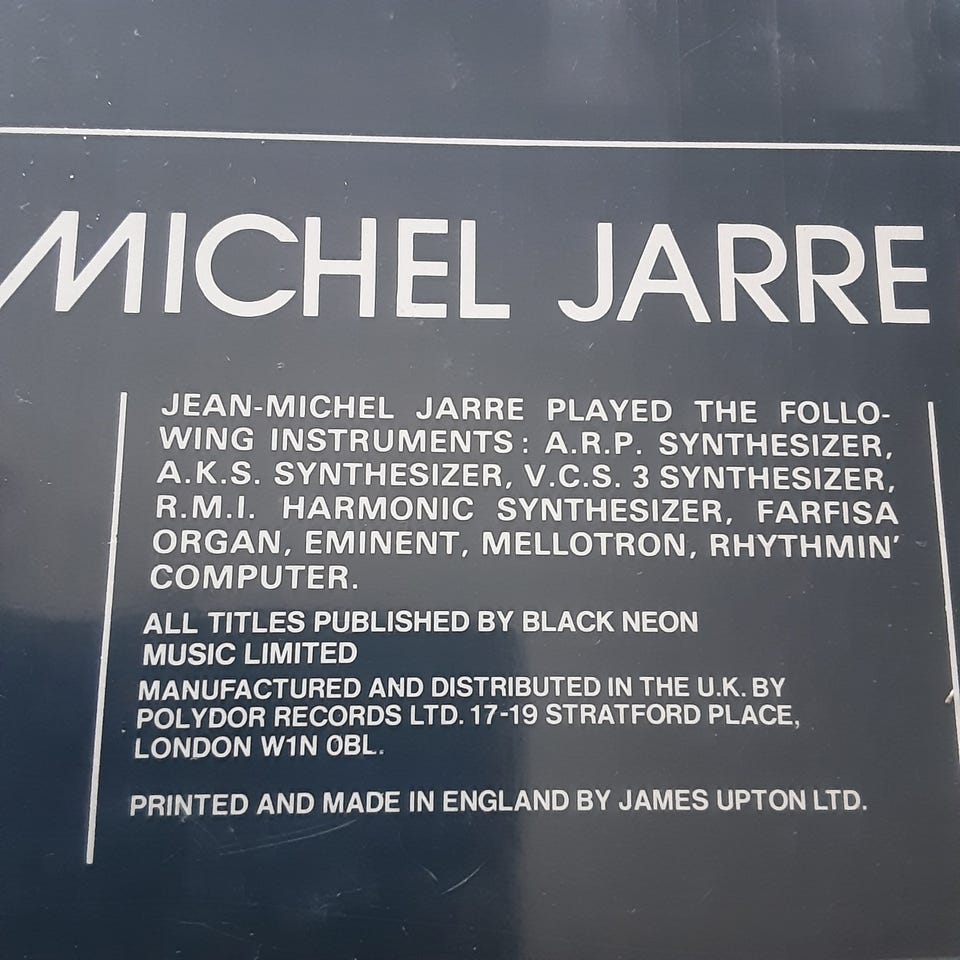 MICHEL JARRE
JEAN-MICHEL JARRE PLAYED THE FOLLO-
WING INSTRUMENTS: A.R.P. SYNTHESIZER,
A.K.S. SYNTHESIZER, V.C.S. 3 SYNTHESIZER,
R.M.I. HARMONIC SYNTHESIZER, FARFISA
ORGAN, EMINENT, MELLOTRON, RHYTHMIN'
COMPUTER.
ALL TITLES PUBLISHED BY BLACK NEON
MUSIC LIMITED
MANUFACTURED AND DISTRIBUTED IN THE U.K. BY
POLYDOR RECORDS LTD. 17-19 STRATFORD PLACE,
LONDON W1N 0BL.
PRINTED AND MADE IN ENGLAND BY JAMES UPTON LTD.